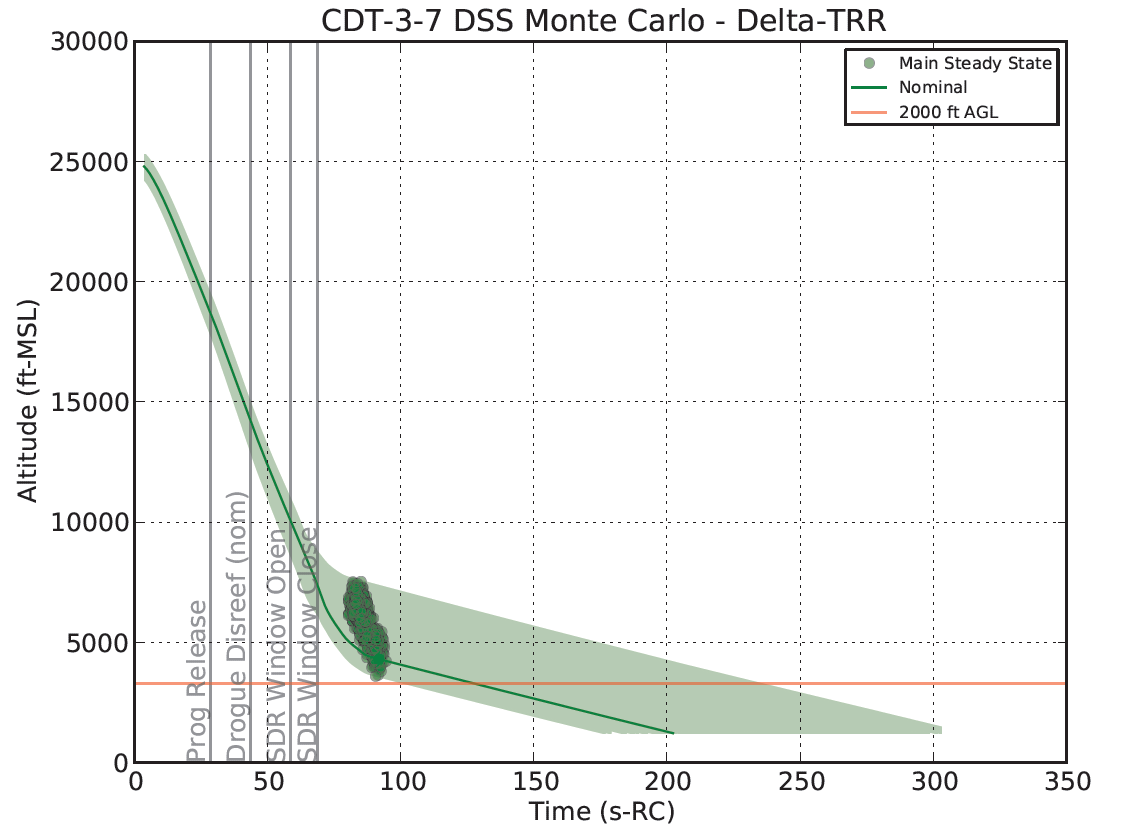 CDT-3-7 DSS Monte Carlo - Delta-TRR
30000
25000
20000
15000
10000
5000
0
Altitude (ft-MSL)
Main Steady State
Nominal
2000 ft AGL
Prog Release
Drogue Disreef (nom)
SDR Window Open
SDR Window Close
0
50
100
150
200
250
300
350
Time (s-RC)